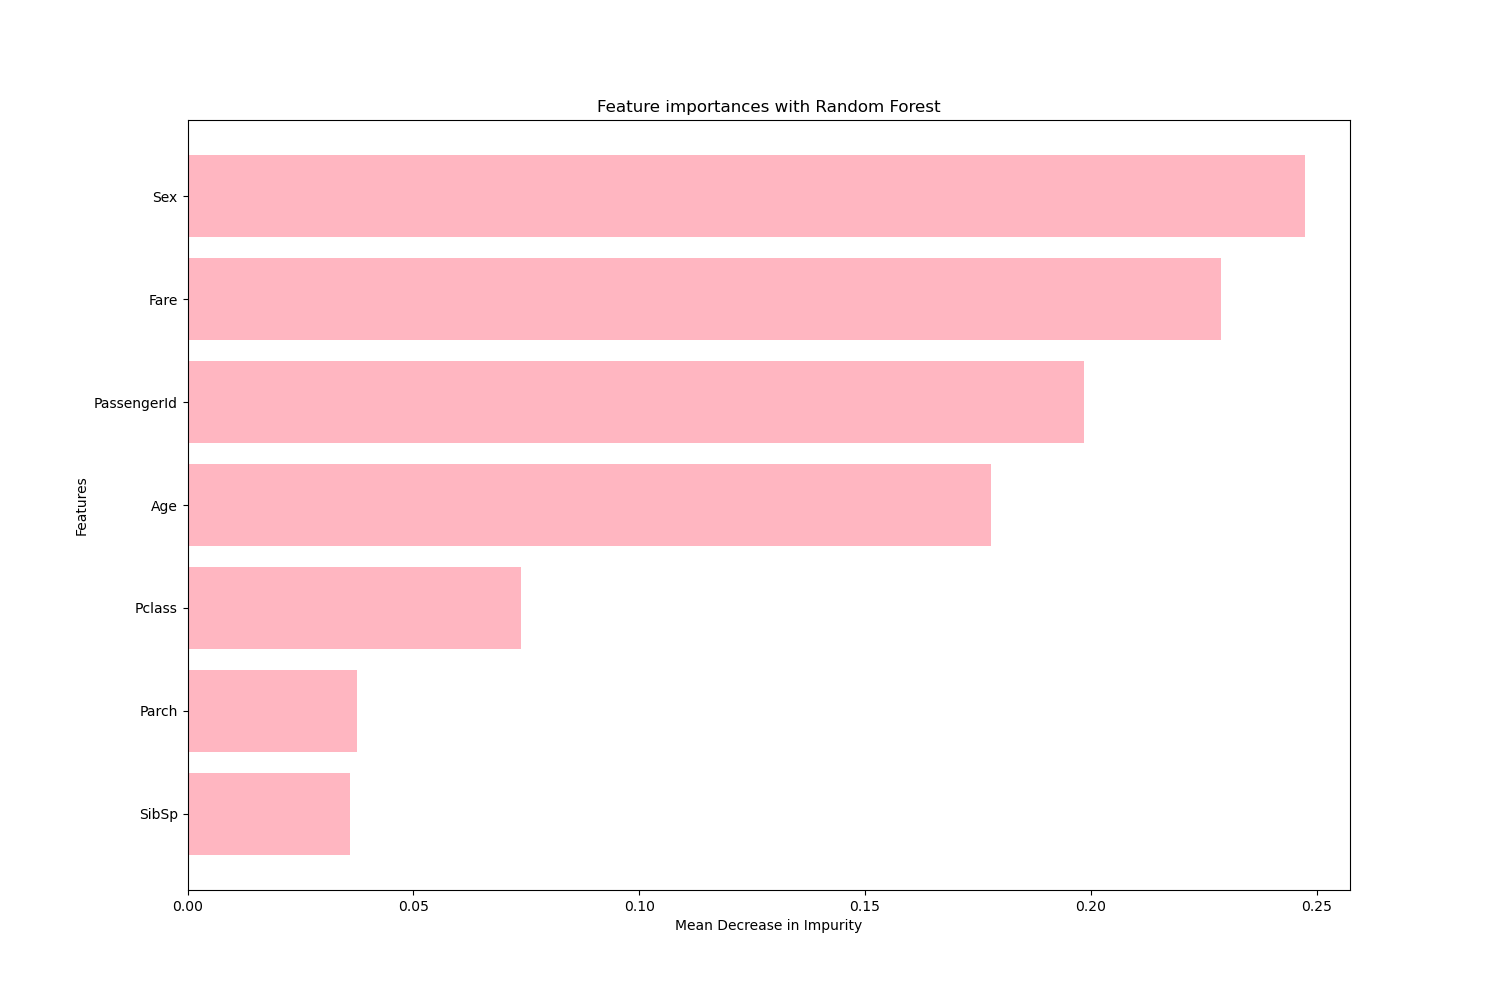 Feature importances with Random Forest
Sex
Fare
PassengerId
Age
Pclass
Parch
SibSp
Features
0.00 0.05 0.10 0.15 0.20 0.25
Mean Decrease in Impurity